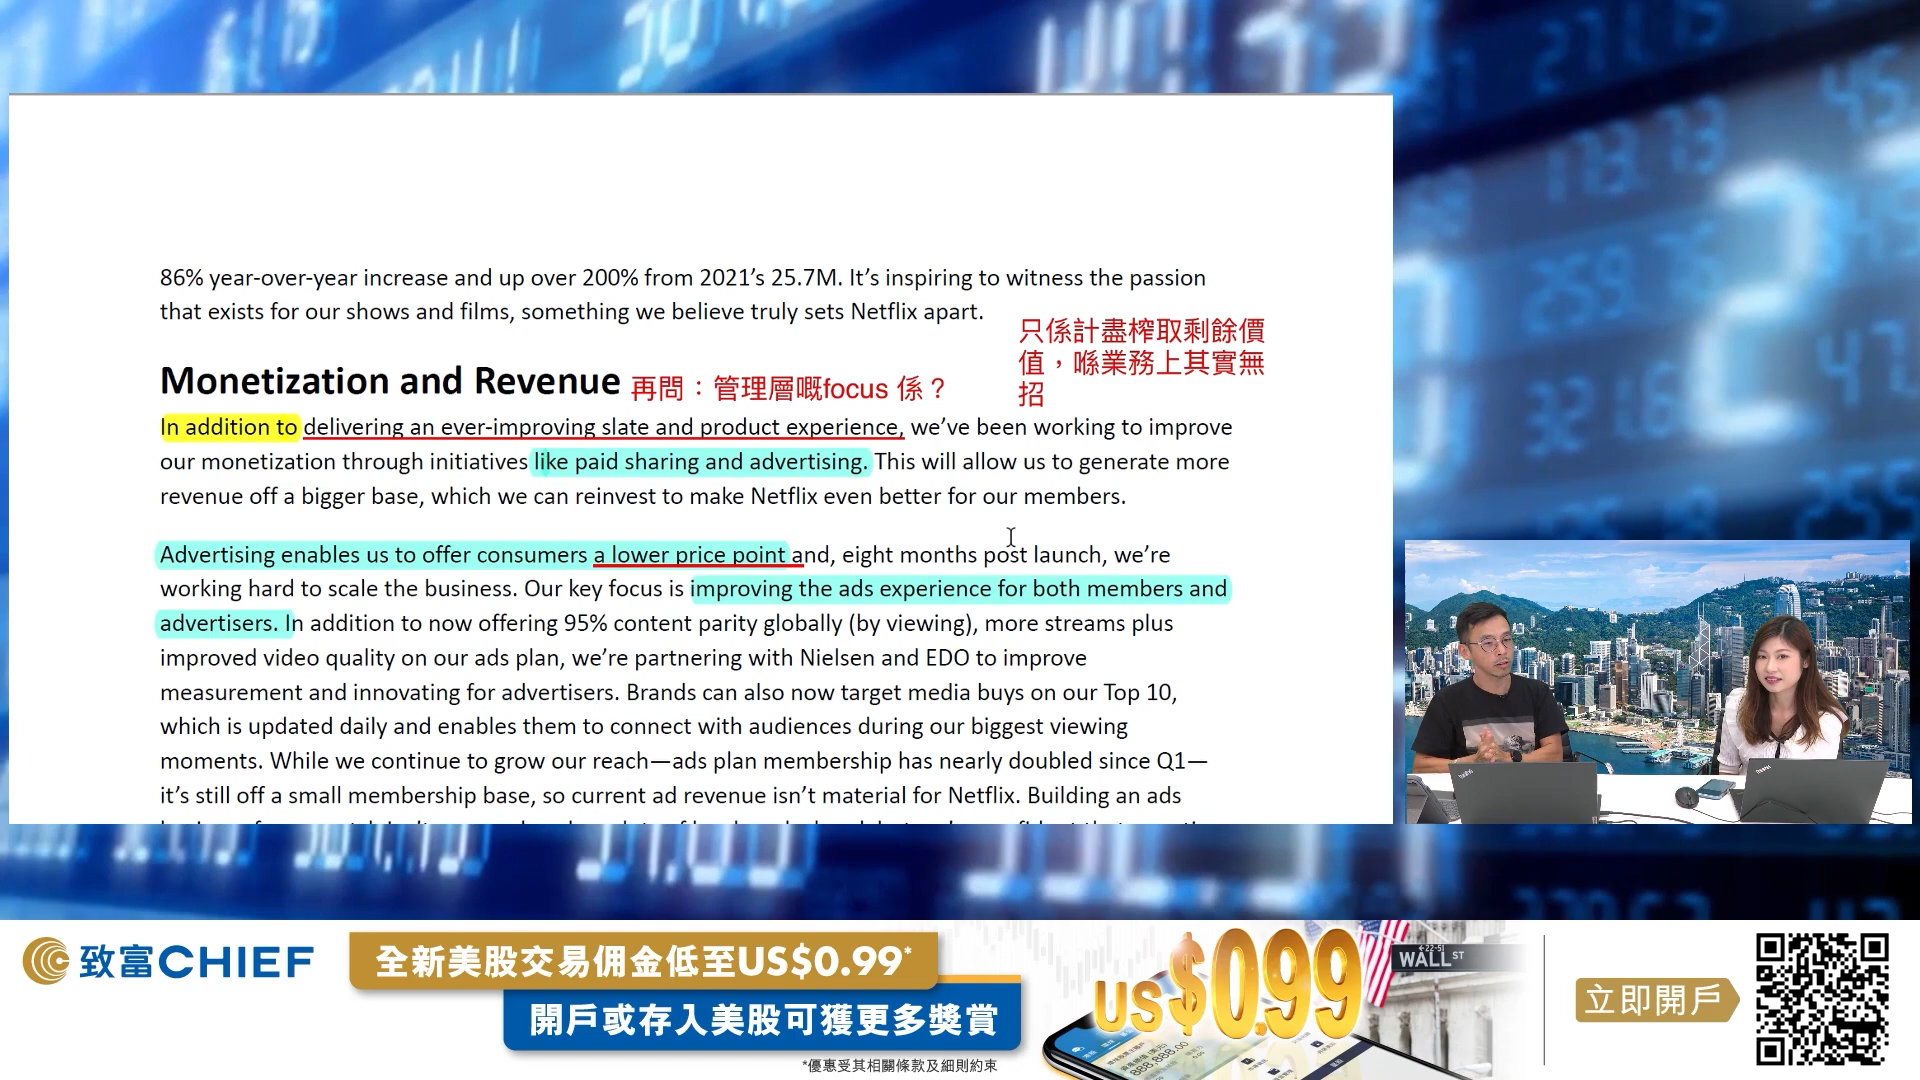 86% year-over-year increase and up over 200% from 2021’s 25.7M. It’s inspiring to witness the passion
that exists for our shows and films, something we believe truly sets Netflix apart.
只係計盡榨取剩餘價
值，喺業務上其實無
招
Monetization and Revenue
再問：管理層嘅focus 係？
In addition to delivering an ever-improving slate and product experience, we’ve been working to improve
our monetization through initiatives like paid sharing and advertising. This will allow us to generate more
revenue off a bigger base, which we can reinvest to make Netflix even better for our members.
Advertising enables us to offer consumers a lower price point and, eight months post launch, we’re
working hard to scale the business. Our key focus is improving the ads experience for both members and
advertisers. In addition to now offering 95% content parity globally (by viewing), more streams plus
improved video quality on our ads plan, we’re partnering with Nielsen and EDO to improve
measurement and innovating for advertisers. Brands can also now target media buys on our Top 10,
which is updated daily and enables them to connect with audiences during our biggest viewing
moments. While we continue to grow our reach—ads plan membership has nearly doubled since Q1—
it’s still off a small membership base, so current ad revenue isn’t material for Netflix. Building an ads
致富CHIEF
全新美股交易佣金低至US$0.99*
開戶或存入美股可獲更多獎賞
*優惠受其相關條款及細則約束
US$0.99
WALL ST
立即開戶